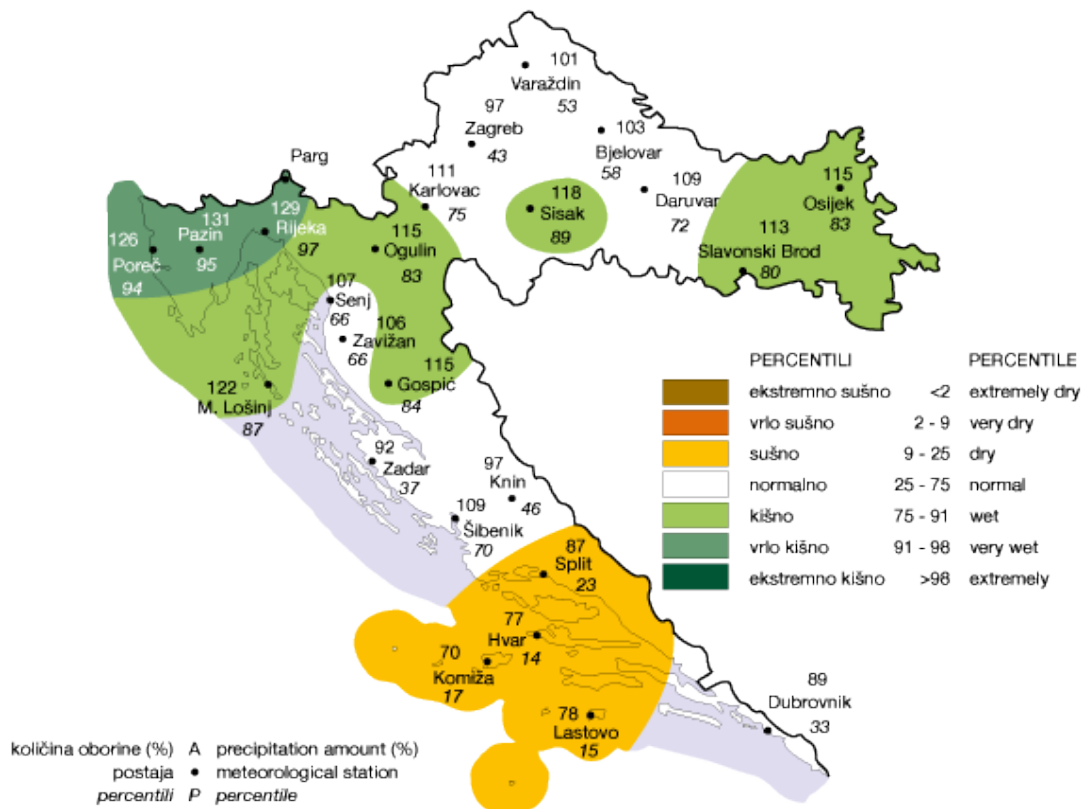 101
Varaždin
53
97
Zagreb
43
103
Bjelovar
58
Parg
111
Karlovac
75
109
Daruvar
72
118
Sisak
89
115
Osijek
83
113
Slavonski Brod
80
126
Poreč
94
131
Pazin
95
129
Rijeka
97
115
Ogulin
83
107
Senj
66
106
Zavižan
66
115
Gospić
84
122
M. Lošinj
87
92
Zadar
37
97
Knin
46
109
Šibenik
70
87
Split
23
77
Hvar
14
70
Komiža
17
78
Lastovo
15
89
Dubrovnik
33
PERCENTILI PERCENTILE
ekstremno sušno <2 extremely dry
vrlo sušno 2 - 9 very dry
sušno 9 - 25 dry
normalno 25 - 75 normal
kišno 75 - 91 wet
vrlo kišno 91 - 98 very wet
ekstremno kišno >98 extremely
količina oborine (%) A precipitation amount (%)
postaja • meteorological station
percentili P percentile